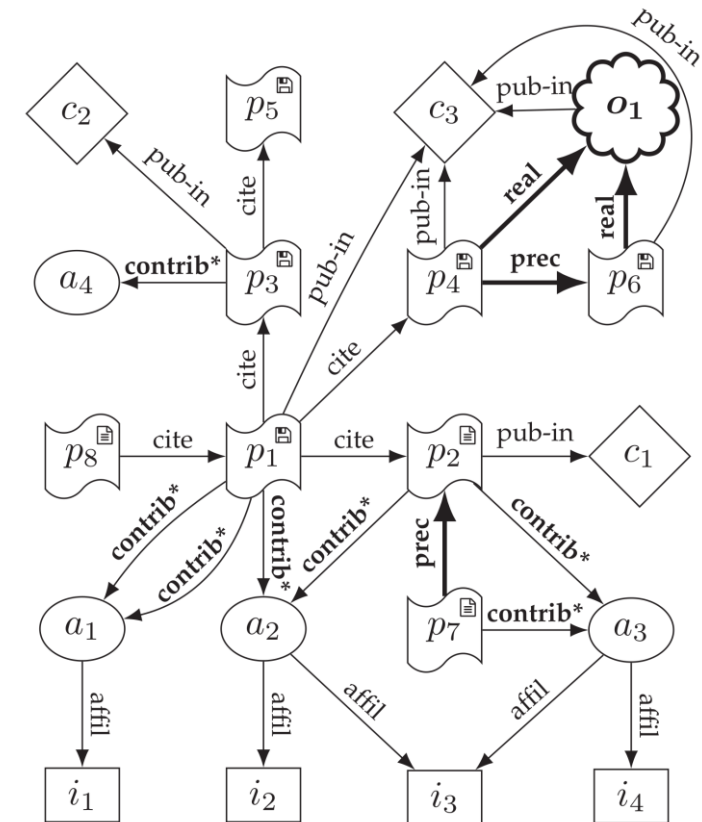 pub-in
c2
p5
c3
pub-in
o1
pub-in
cite
pub-in
real
real
a4
contrib*
p3
p4
prec
p6
pub-in
cite
cite
p8
cite
p1
cite
p2
pub-in
c1
contrib*
contrib*
contrib*
contrib*
prec
contrib*
a1
a2
p7
contrib*
a3
affil
affil
affil
affil
affil
affil
i1
i2
i3
i4